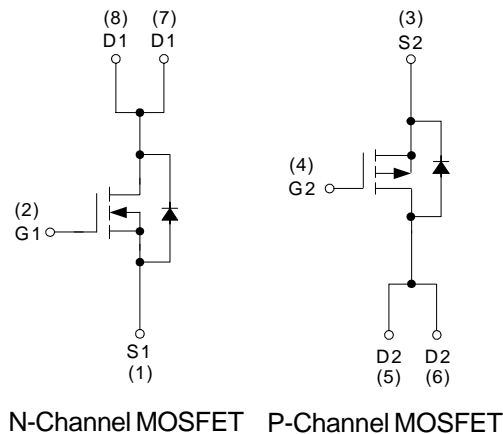 (8) (7)
D1 D1
(2)
G1
S1
(1)
(3)
S2
(4)
G2
D2 D2
(5) (6)
N-Channel MOSFET P-Channel MOSFET